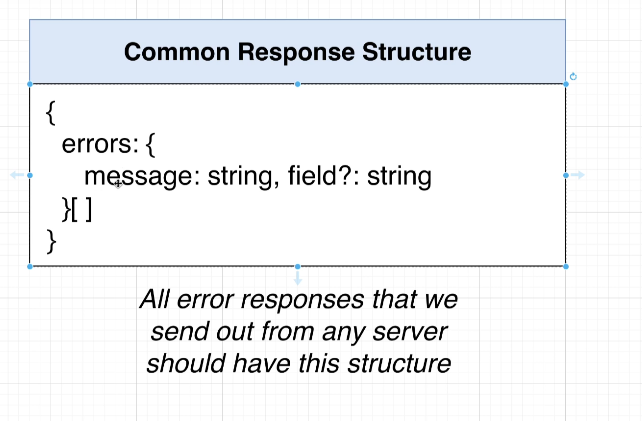 Common Response Structure
{
errors: {
message: string, field?: string
}[ ]
}
All error responses that we
send out from any server
should have this structure